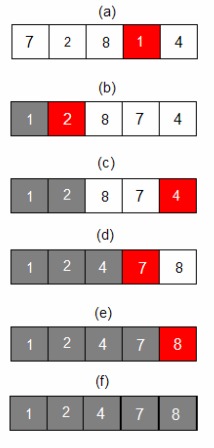 (a)
7 2 8 1 4
(b)
1 2 8 7 4
(c)
1 2 8 7 4
(d)
1 2 4 7 8
(e)
1 2 4 7 8
(f)
1 2 4 7 8